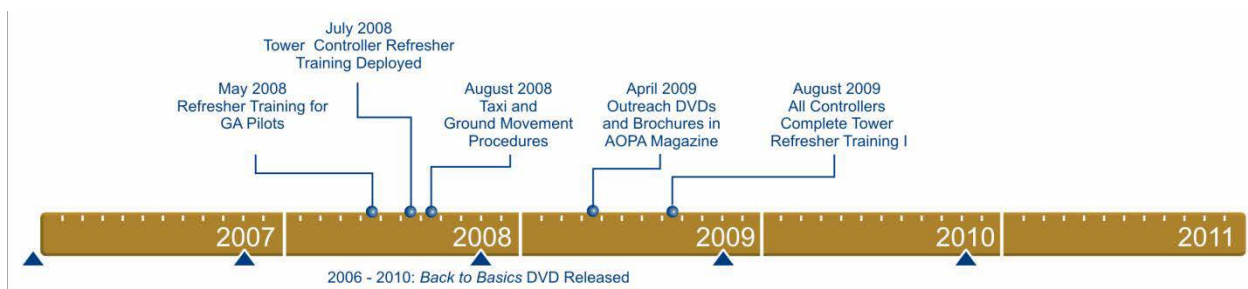 July 2008
Tower Controller Refresher
Training Deployed
May 2008
Refresher Training for
GA Pilots
August 2008
Taxi and
Ground Movement
Procedures
April 2009
Outreach DVDs
and Brochures in
AOPA Magazine
August 2009
All Controllers
Complete Tower
Refresher Training I
2007
2008
2009
2010
2011
2006 - 2010: Back to Basics DVD Released